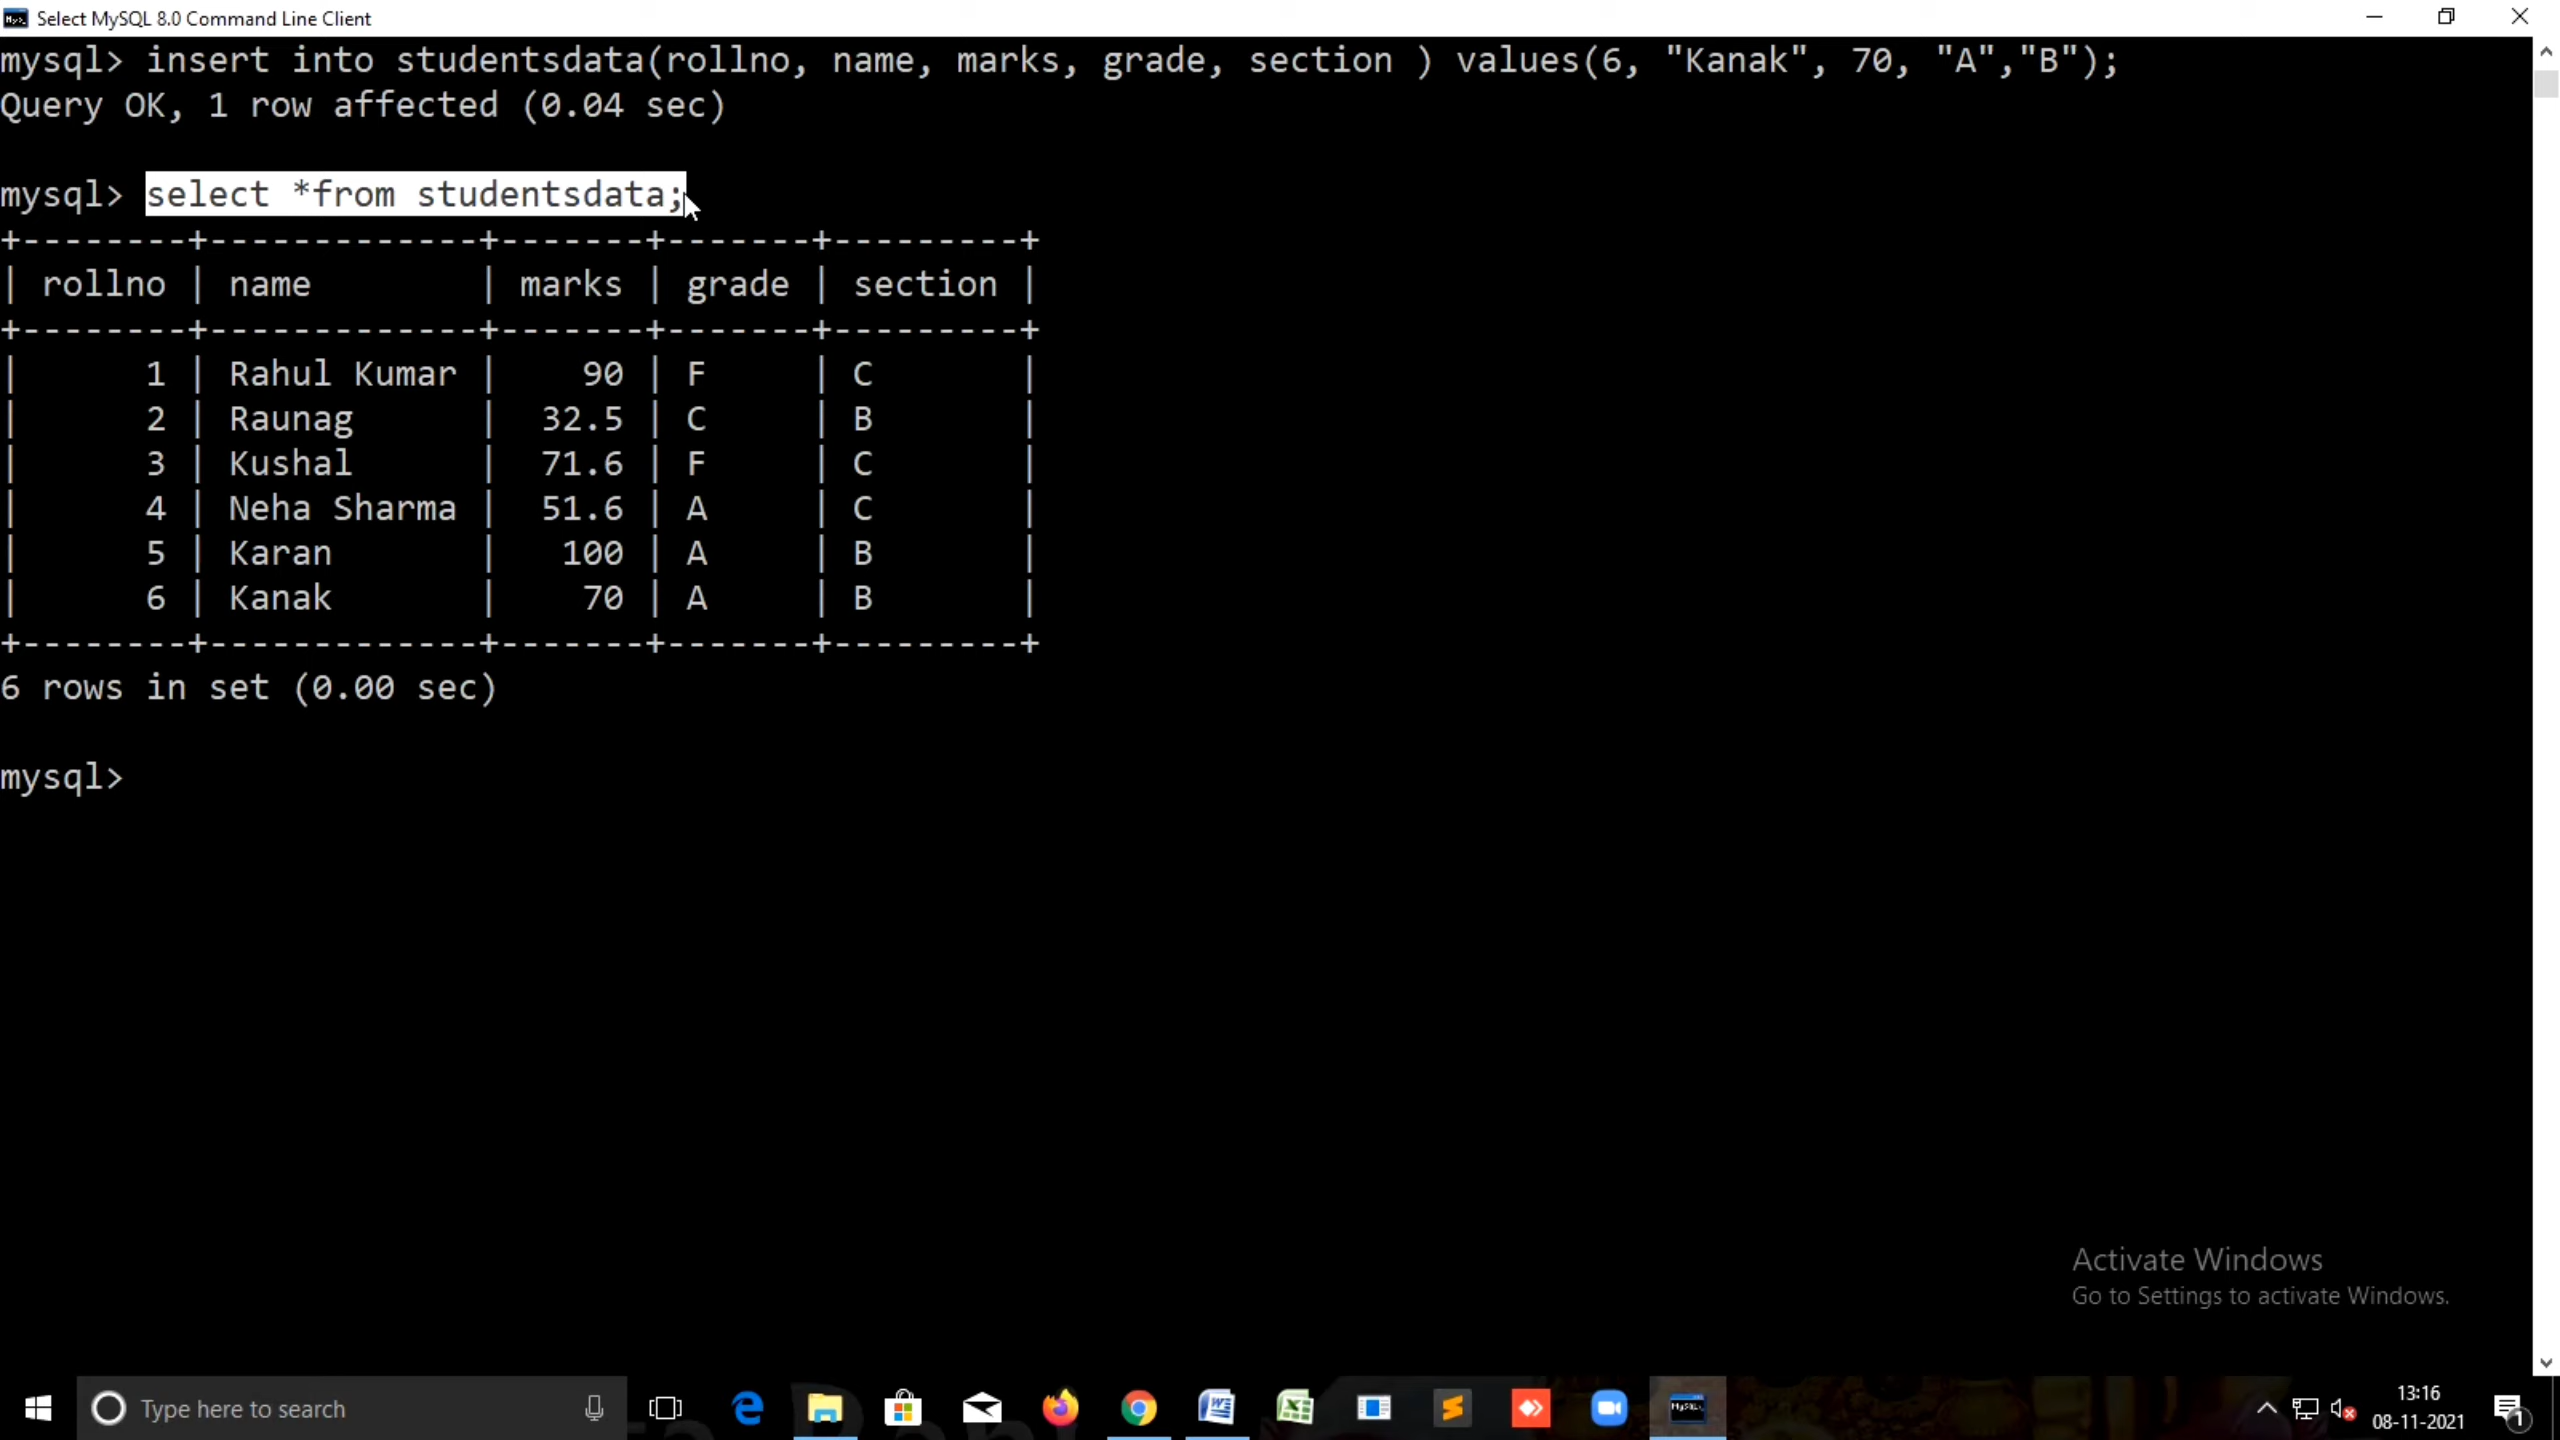 Select MySQL 8.0 Command Line Client
mysql> insert into studentsdata(rollno, name, marks, grade, section ) values(6, "Kanak", 70, "A","B");
Query OK, 1 row affected (0.04 sec)
mysql> select *from studentsdata;
+--------+-------------+-------+-------+---------+
| rollno | name        | marks | grade | section |
+--------+-------------+-------+-------+---------+
|      1 | Rahul Kumar |    90 | F     | C       |
|      2 | Raunag      |  32.5 | C     | B       |
|      3 | Kushal      |  71.6 | F     | C       |
|      4 | Neha Sharma |  51.6 | A     | C       |
|      5 | Karan       |   100 | A     | B       |
|      6 | Kanak       |    70 | A     | B       |
+--------+-------------+-------+-------+---------+
6 rows in set (0.00 sec)
mysql>
Activate Windows
Go to Settings to activate Windows.
Type here to search
13:16
08-11-2021
1